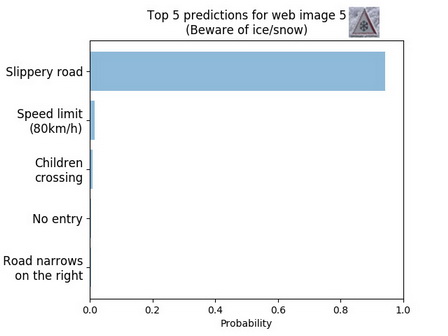 Top 5 predictions for web image 5
(Beware of ice/snow)
Slippery road
Speed limit
(80km/h)
Children
crossing
No entry
Road narrows
on the right
0.0 0.2 0.4 0.6 0.8 1.0
Probability